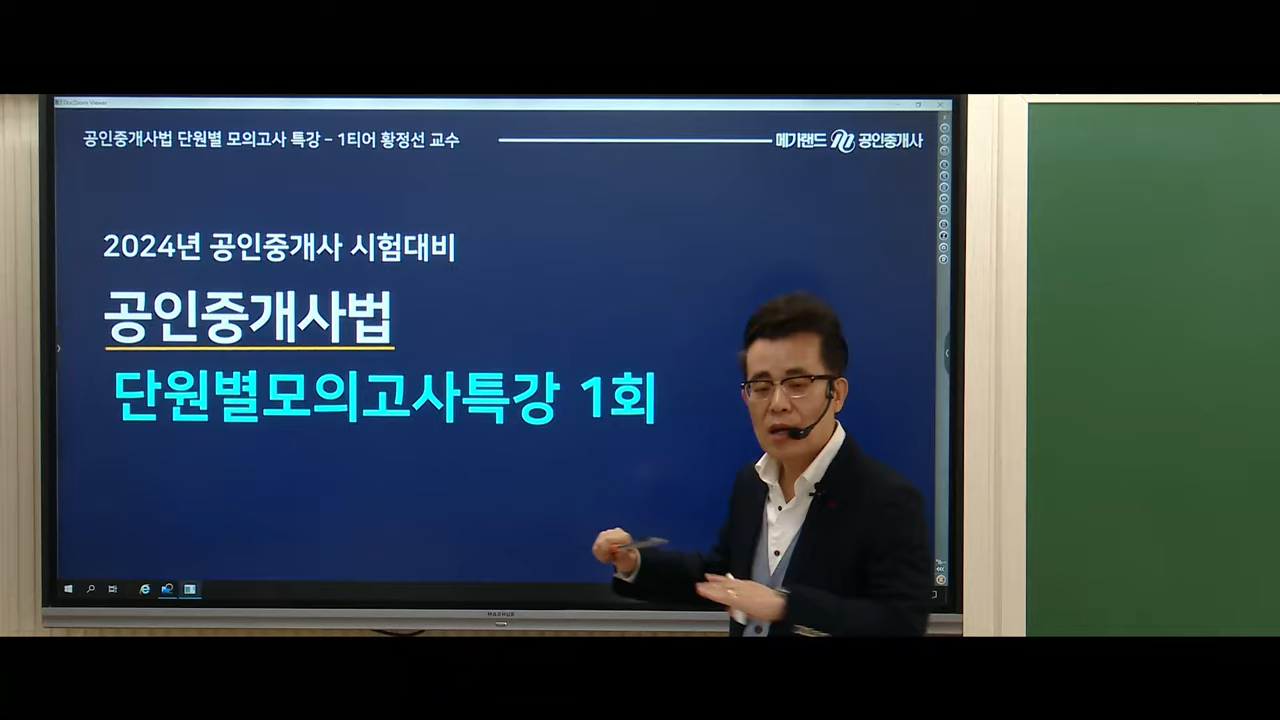 DocZoom Viewer
공인중개사법 단원별 모의고사 특강 - 1티어 황정선 교수
메가랜드 공인중개사
2024년 공인중개사 시험대비
공인중개사법
단원별모의고사특강 1회
MAXHUB